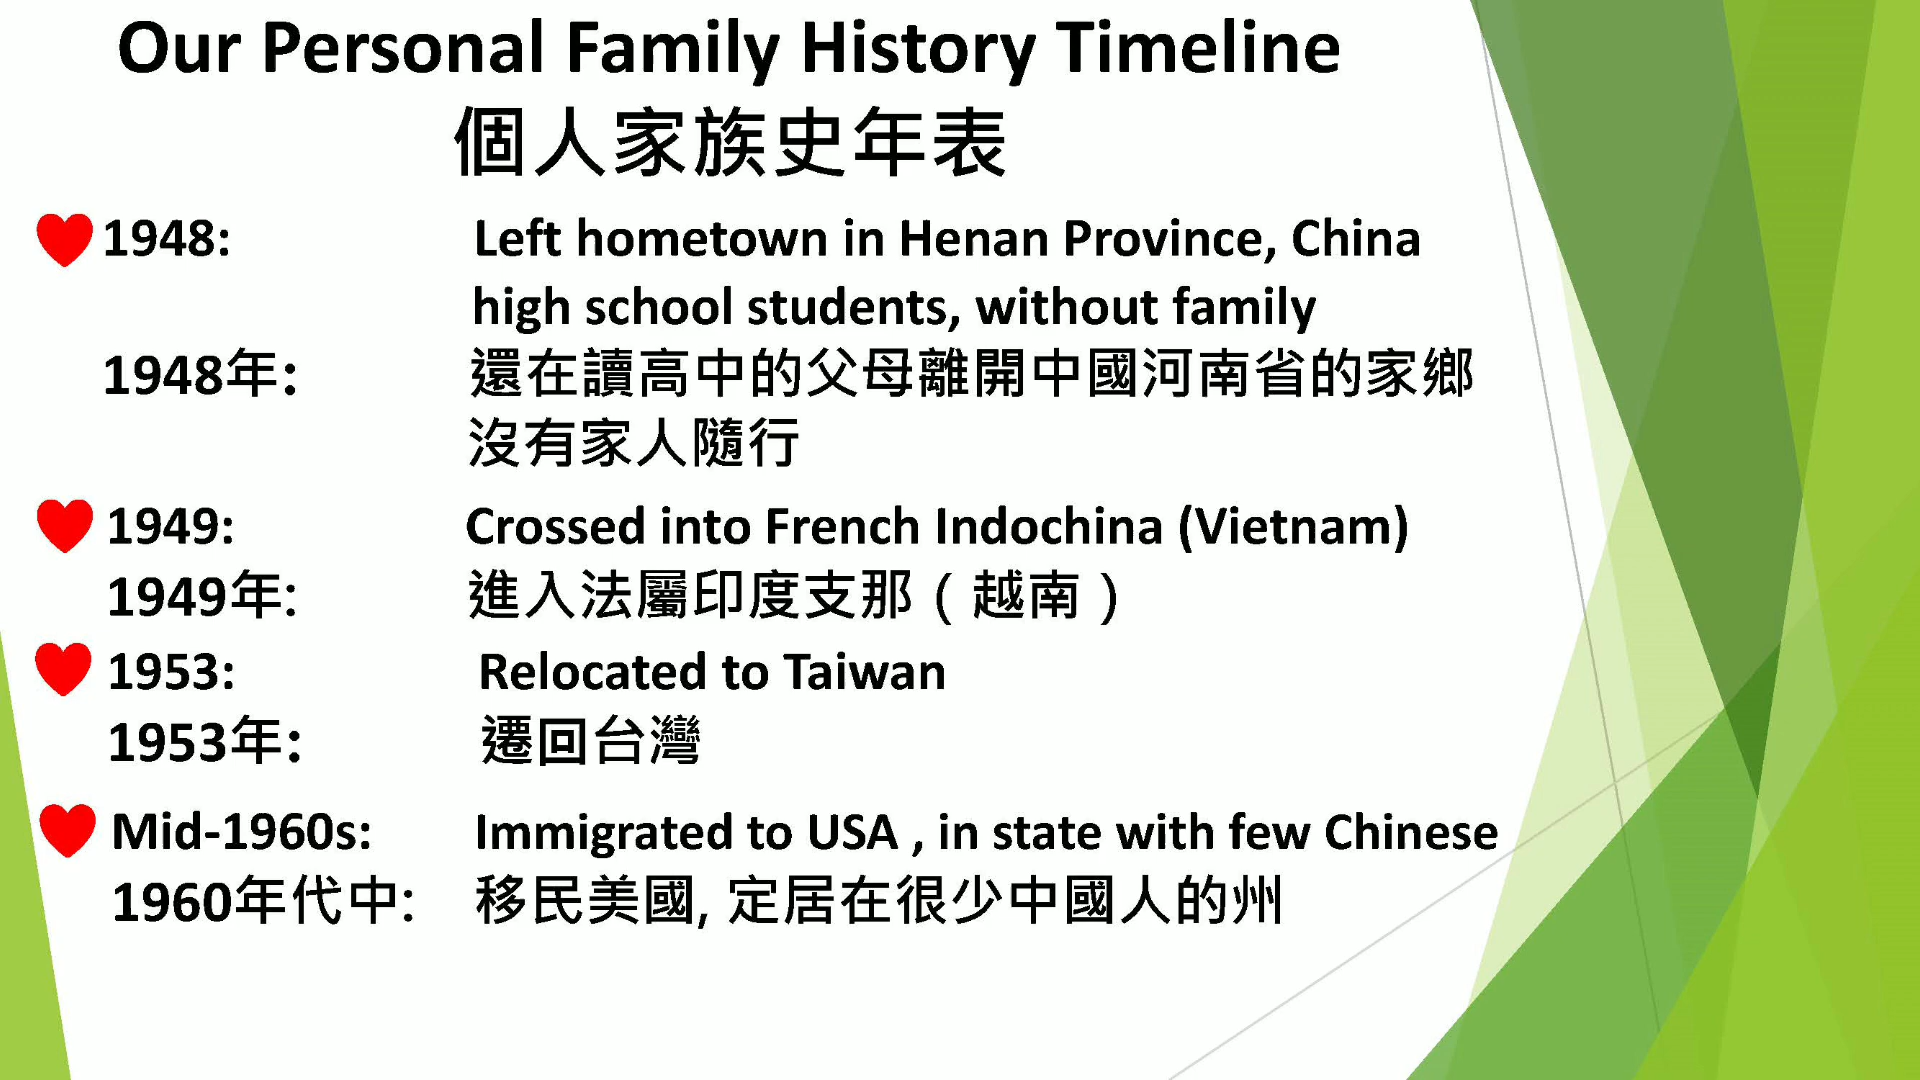 Our Personal Family History Timeline
個人家族史年表
1948: Left hometown in Henan Province, China
high school students, without family
1948年: 還在讀高中的父母離開中國河南省的家鄉
沒有家人隨行
1949: Crossed into French Indochina (Vietnam)
1949年: 進入法屬印度支那（越南）
1953: Relocated to Taiwan
1953年: 遷回台灣
Mid-1960s: Immigrated to USA , in state with few Chinese
1960年代中: 移民美國, 定居在很少中國人的州